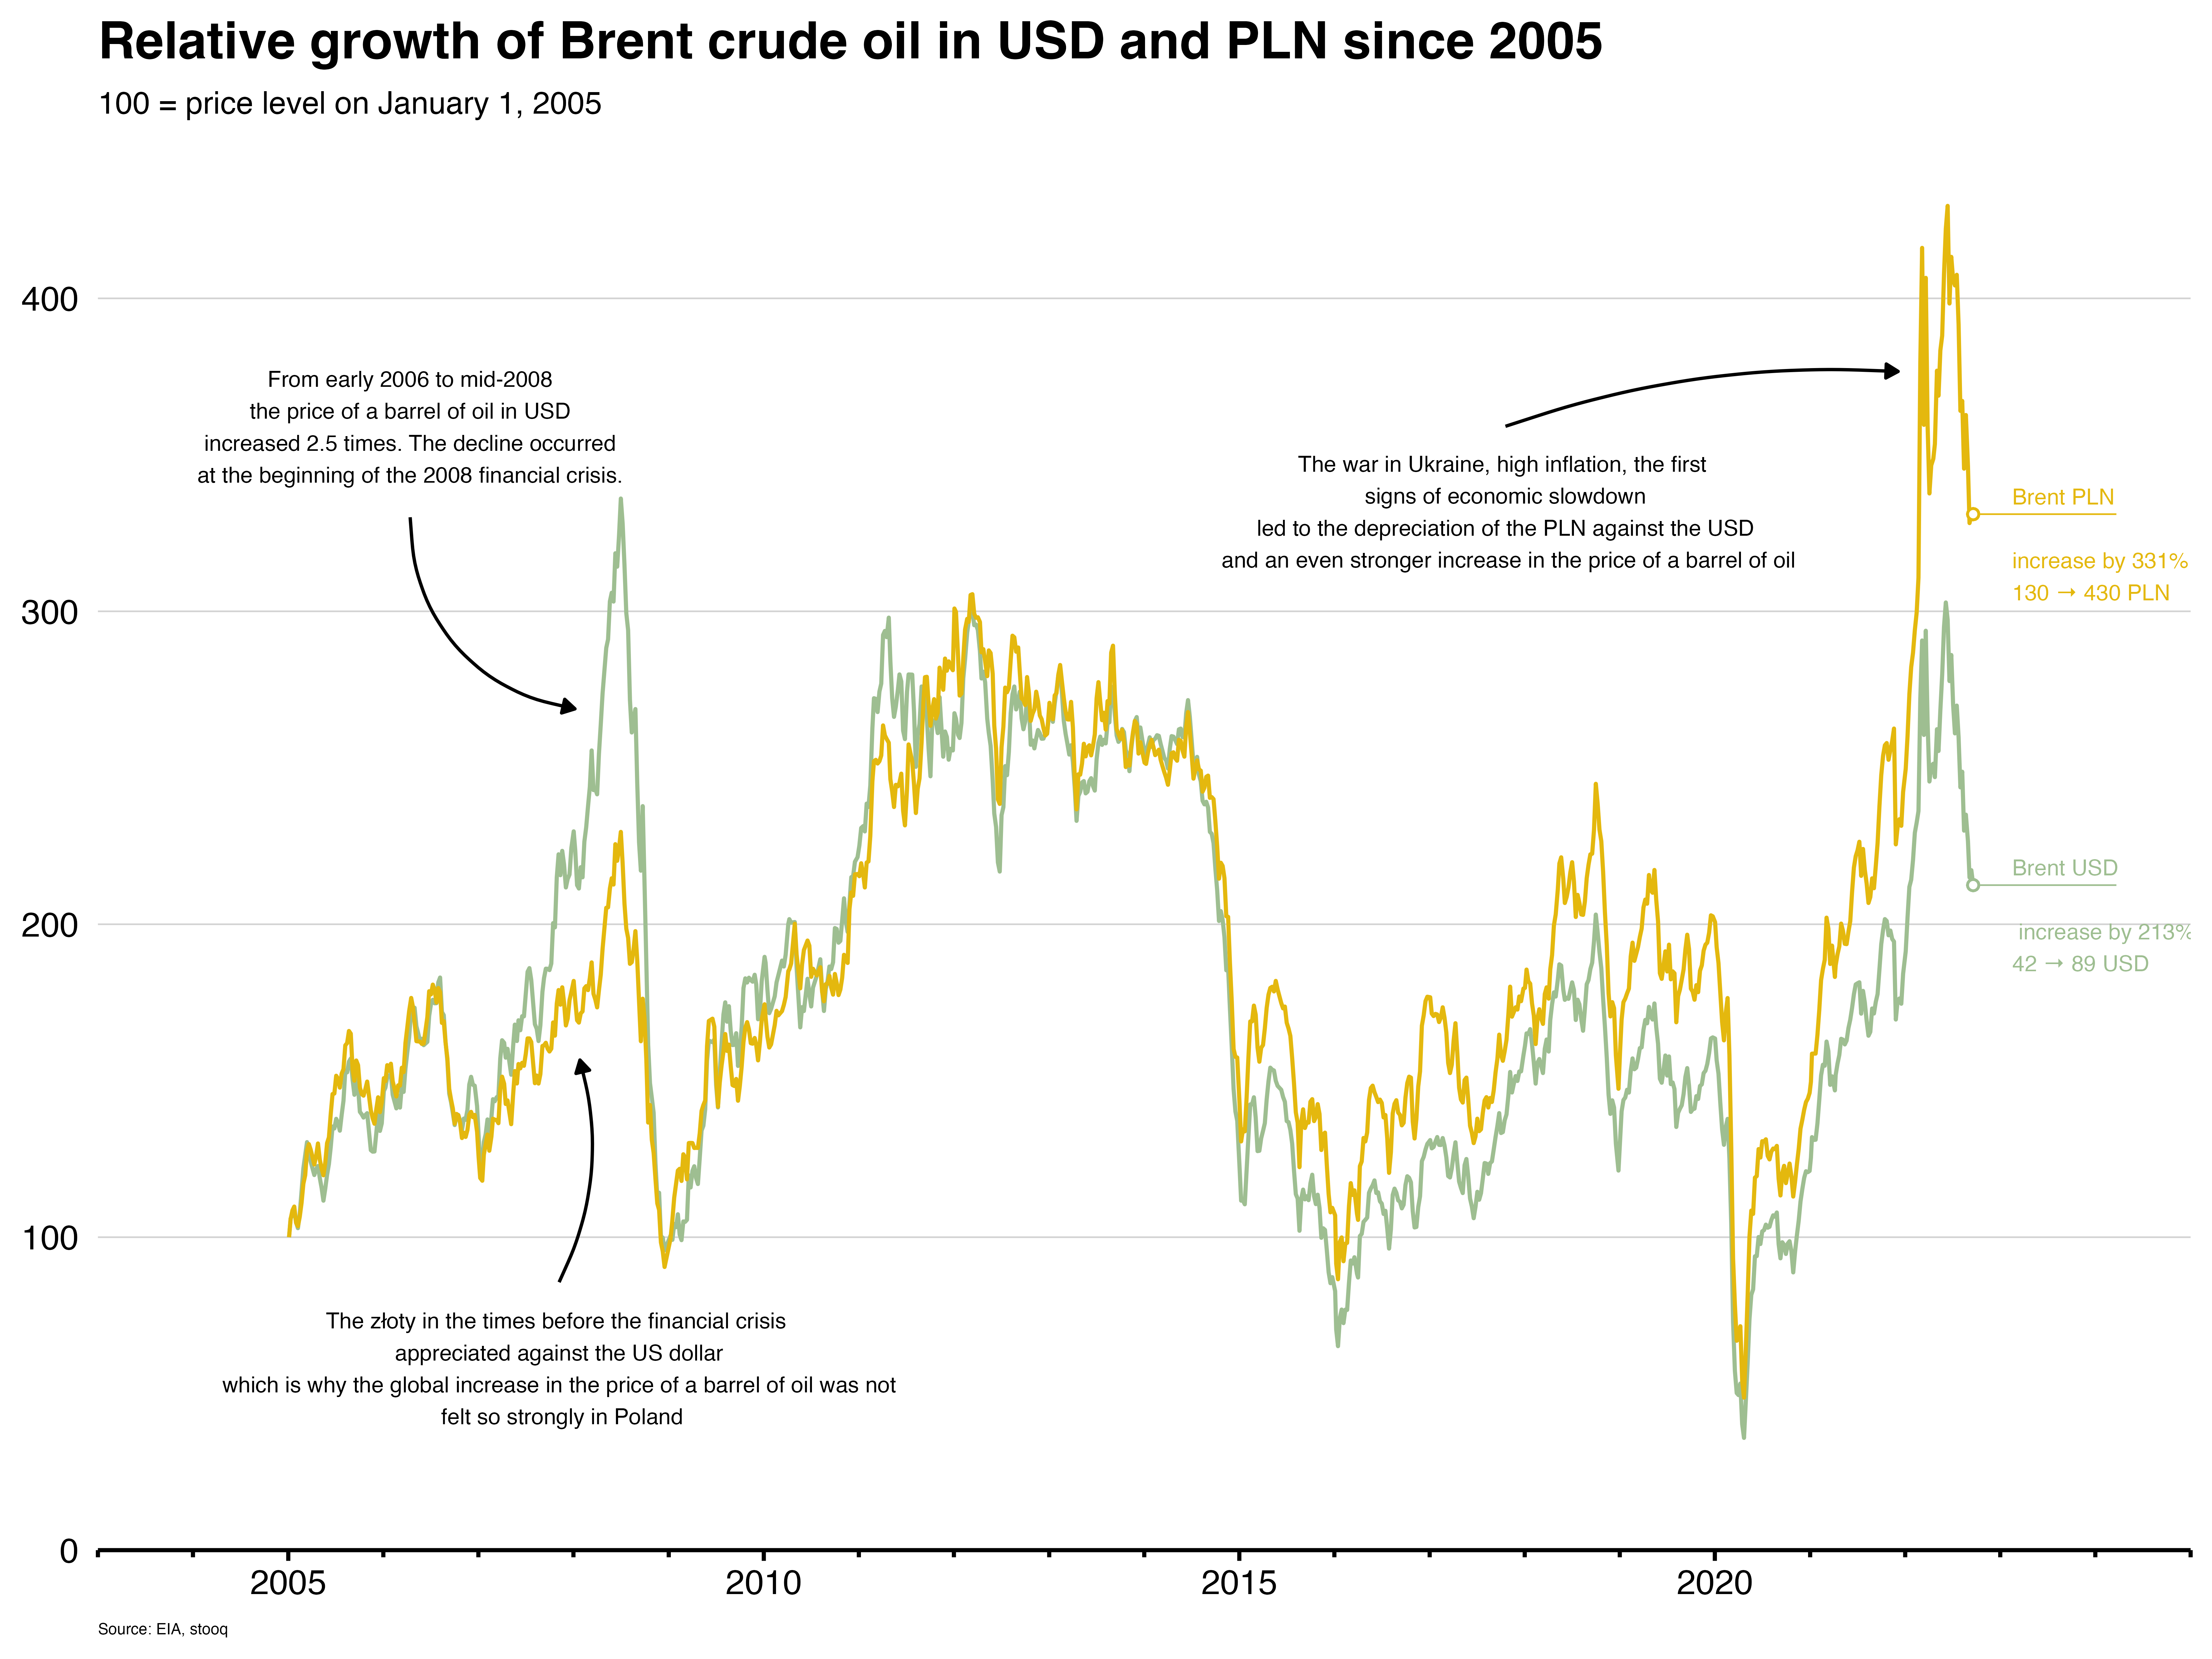 Relative growth of Brent crude oil in USD and PLN since 2005
100 = price level on January 1, 2005
400
300
200
100
0
From early 2006 to mid-2008
the price of a barrel of oil in USD
increased 2.5 times. The decline occurred
at the beginning of the 2008 financial crisis.
The war in Ukraine, high inflation, the first
signs of economic slowdown
led to the depreciation of the PLN against the USD
and an even stronger increase in the price of a barrel of oil
Brent PLN
increase by 331%
130 → 430 PLN
Brent USD
increase by 213%
42 → 89 USD
The złoty in the times before the financial crisis
appreciated against the US dollar
which is why the global increase in the price of a barrel of oil was not
felt so strongly in Poland
2005
2010
2015
2020
Source: EIA, stooq